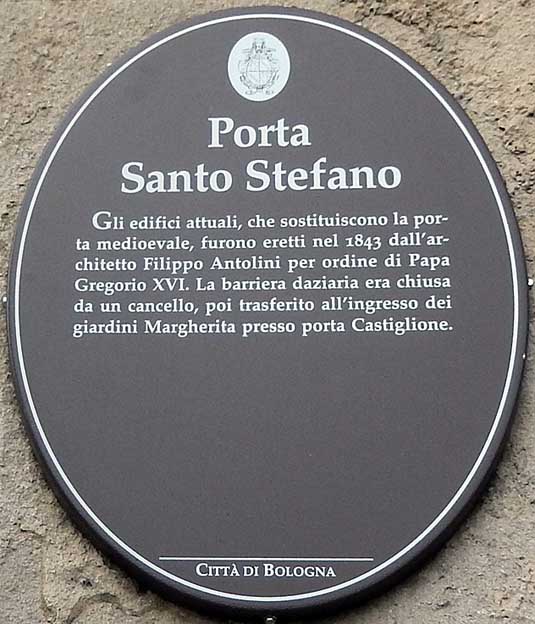 Porta
Santo Stefano
Gli edifici attuali, che sostituiscono la por-
ta medioevale, furono eretti nel 1843 dall'ar-
chitetto Filippo Antolini per ordine di Papa
Gregorio XVI. La barriera daziaria era chiusa
da un cancello, poi trasferito all'ingresso dei
giardini Margherita presso porta Castiglione.
Città di Bologna